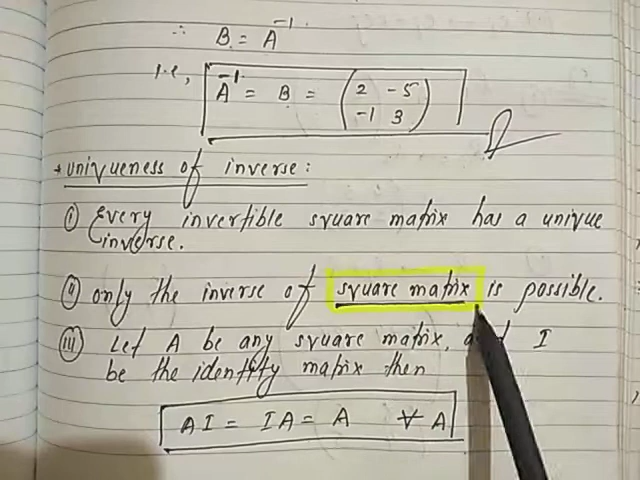 ∴ B = A⁻¹
i.e, A⁻¹ = B = ( 2 -5
-1 3 )
* uniqueness of inverse:
(i) Every invertible square matrix has a unique
inverse.
(ii) only the inverse of square matrix is possible.
(iii) Let A be any square matrix, and I
be the identity matrix then
AI = IA = A ∀ A